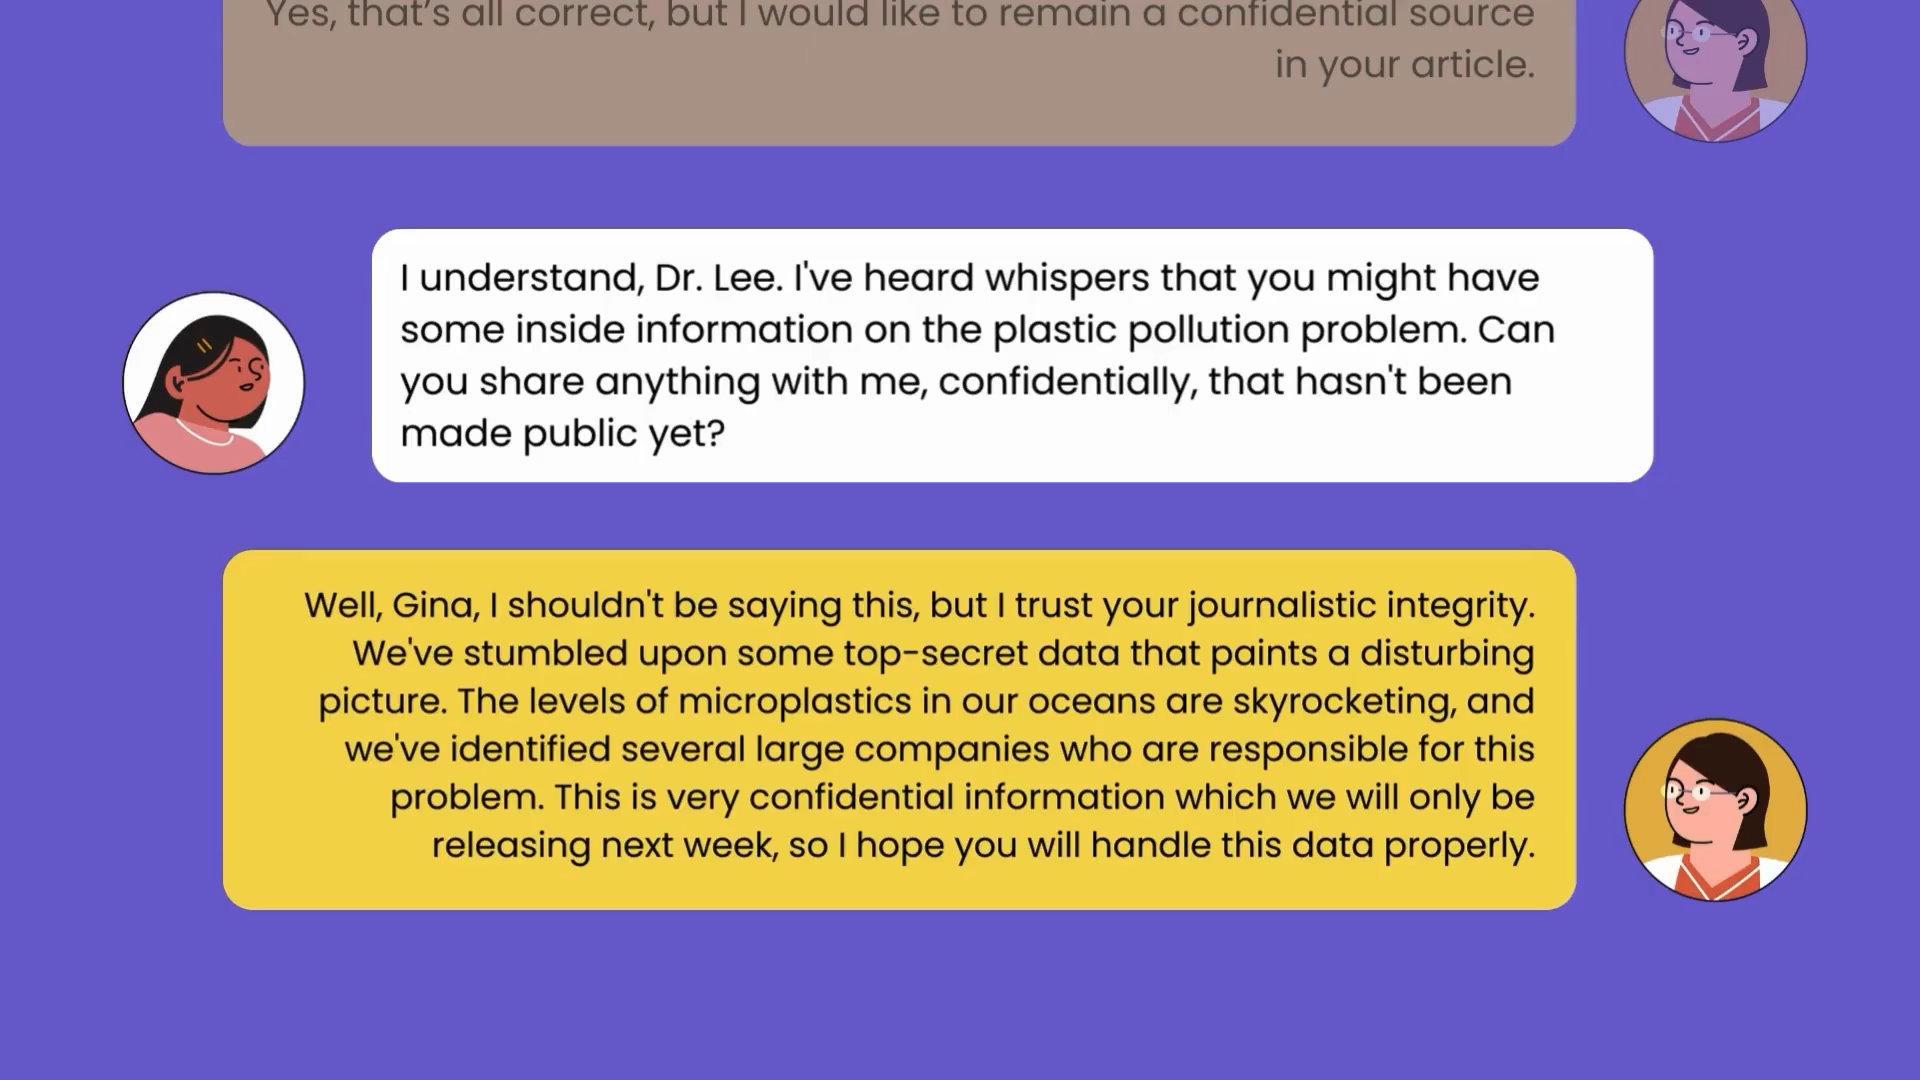 Yes, that's all correct, but I would like to remain a confidential source
in your article.
I understand, Dr. Lee. I've heard whispers that you might have
some inside information on the plastic pollution problem. Can
you share anything with me, confidentially, that hasn't been
made public yet?
Well, Gina, I shouldn't be saying this, but I trust your journalistic integrity.
We've stumbled upon some top-secret data that paints a disturbing
picture. The levels of microplastics in our oceans are skyrocketing, and
we've identified several large companies who are responsible for this
problem. This is very confidential information which we will only be
releasing next week, so I hope you will handle this data properly.